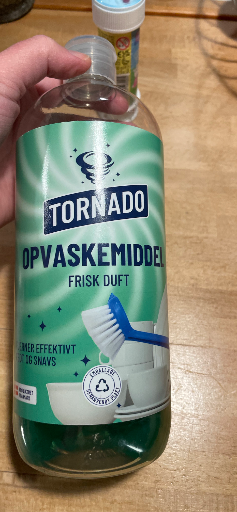 TORNADO
OPVASKEMIDDEL
FRISK DUFT
EFFEKTIVT
OG SNAVS